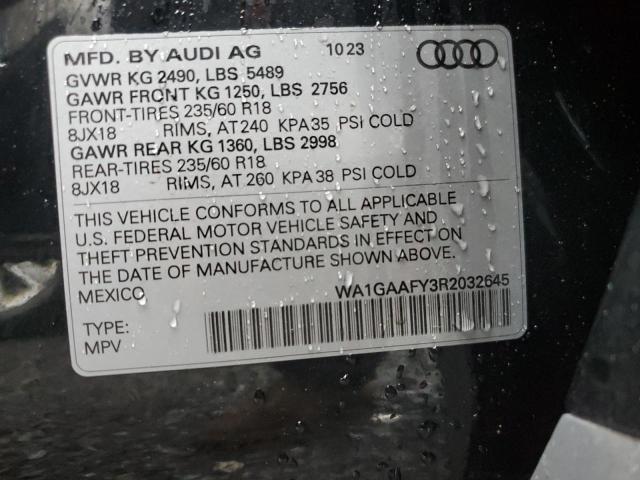 MFD. BY AUDI AG 10 23
GVWR KG 2490, LBS 5489
GAWR FRONT KG 1250, LBS 2756
FRONT-TIRES 235/60 R18
8JX18 RIMS, AT 240 KPA 35 PSI COLD
GAWR REAR KG 1360, LBS 2998
REAR-TIRES 235/60 R18
8JX18 RIMS, AT 260 KPA 38 PSI COLD
THIS VEHICLE CONFORMS TO ALL APPLICABLE
U.S. FEDERAL MOTOR VEHICLE SAFETY AND
THEFT PREVENTION STANDARDS IN EFFECT ON
THE DATE OF MANUFACTURE SHOWN ABOVE.
MEXICO WA1GAAFY3R2032645
TYPE:
MPV